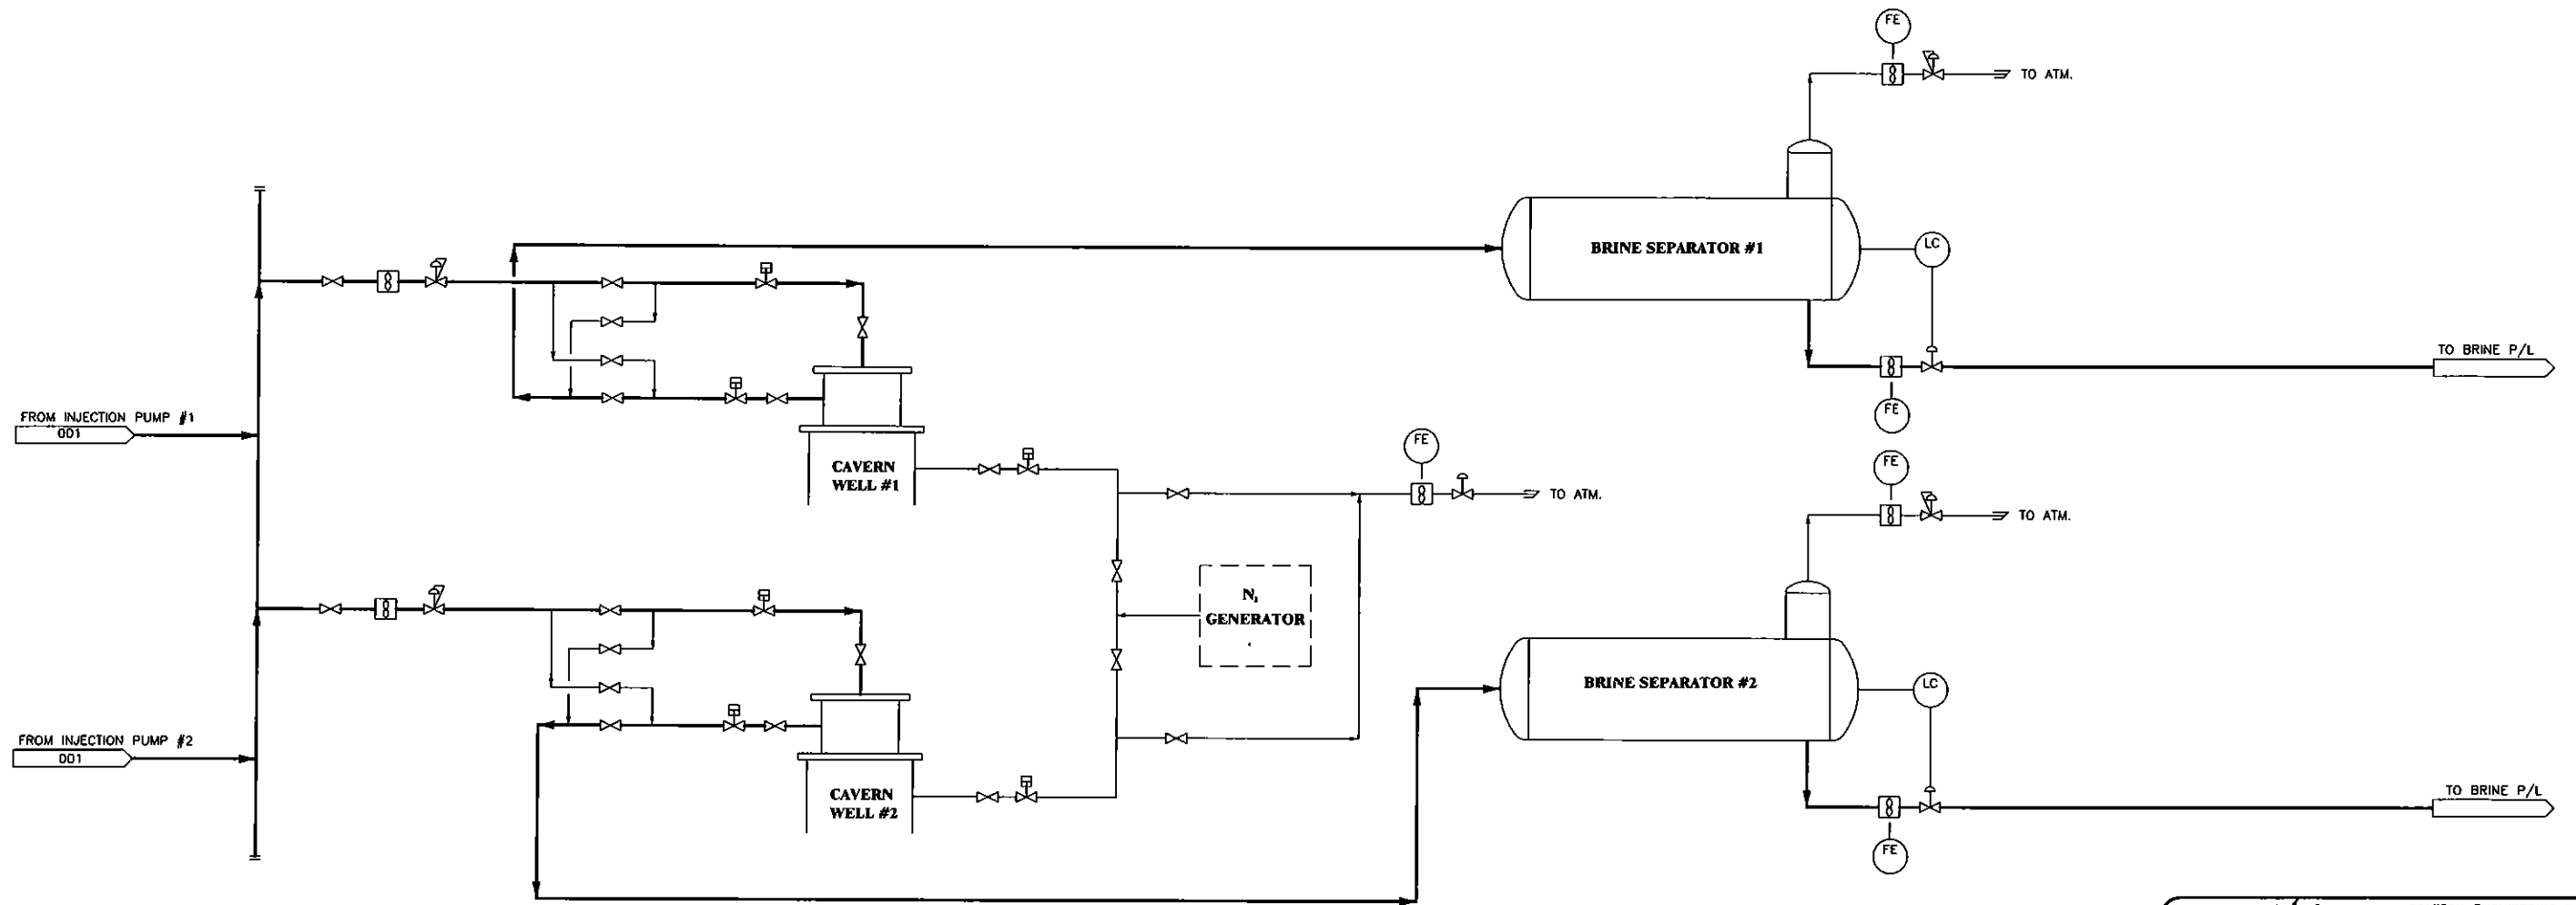 FE
TO ATM.
BRINE SEPARATOR #1
LC
TO BRINE P/L
FE
FROM INJECTION PUMP #1
001
CAVERN
WELL #1
FE
TO ATM.
FE
TO ATM.
N₂
GENERATOR
BRINE SEPARATOR #2
LC
FROM INJECTION PUMP #2
001
CAVERN
WELL #2
TO BRINE P/L
FE